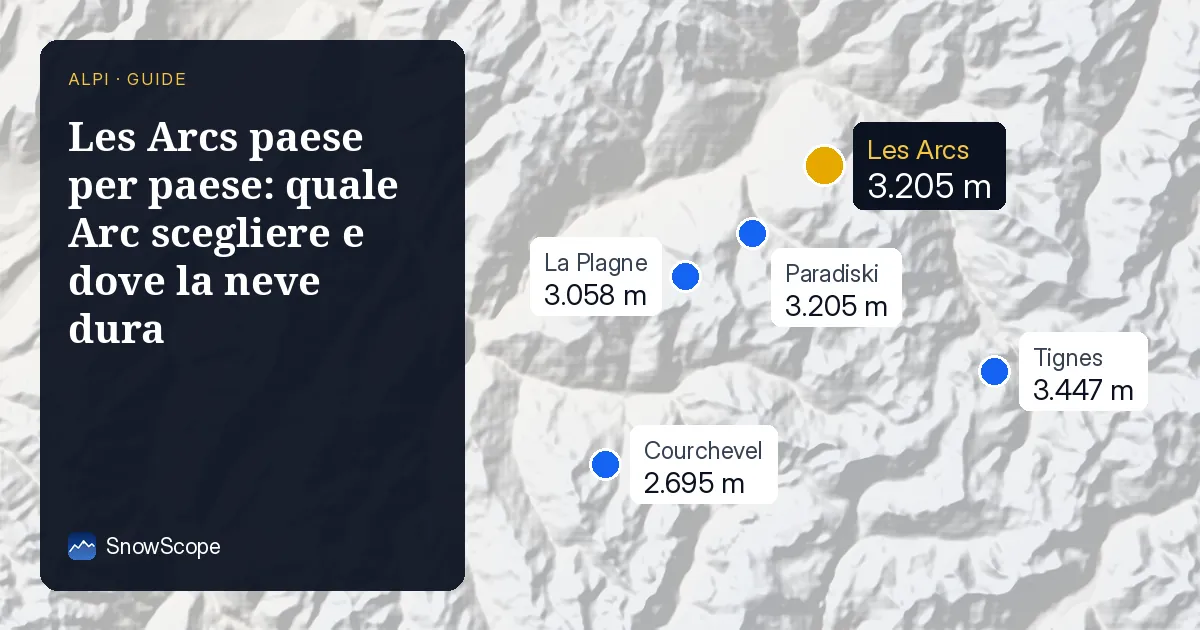 ALPI · GUIDE
Les Arcs paese
per paese: quale
Arc scegliere e
dove la neve
dura
SnowScope
Les Arcs
3.205 m
La Plagne
3.058 m
Paradiski
3.205 m
Tignes
3.447 m
Courchevel
2.695 m